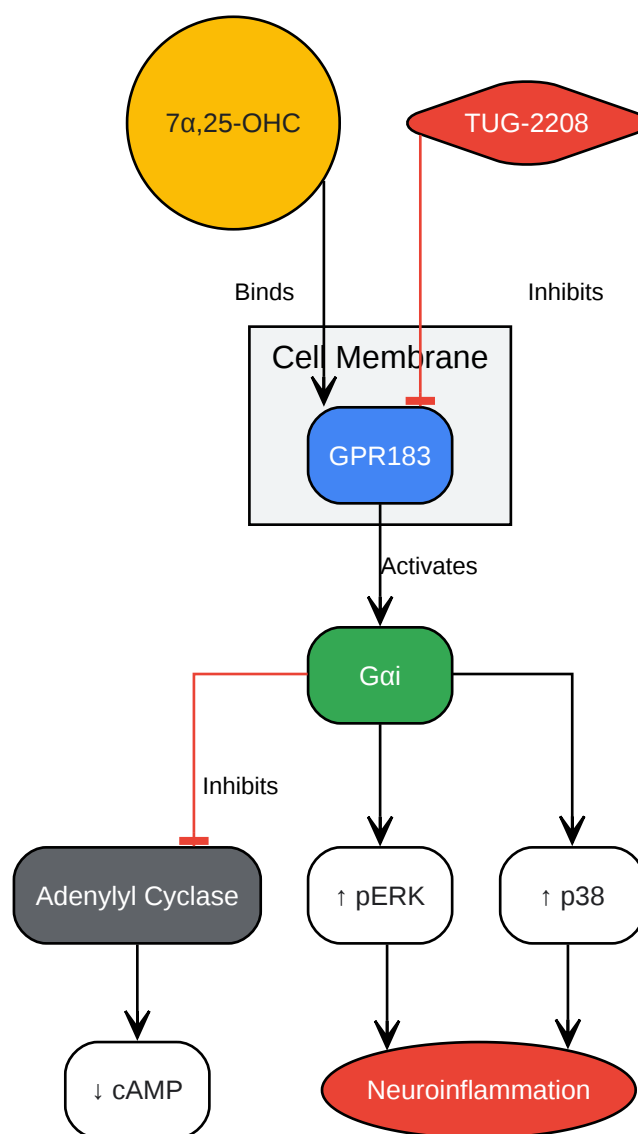 7α,25-OHC
TUG-2208
Binds
Inhibits
Cell Membrane
GPR183
Activates
Gαi
Inhibits
Adenylyl Cyclase
↑ pERK
↑ p38
↓ cAMP
Neuroinflammation